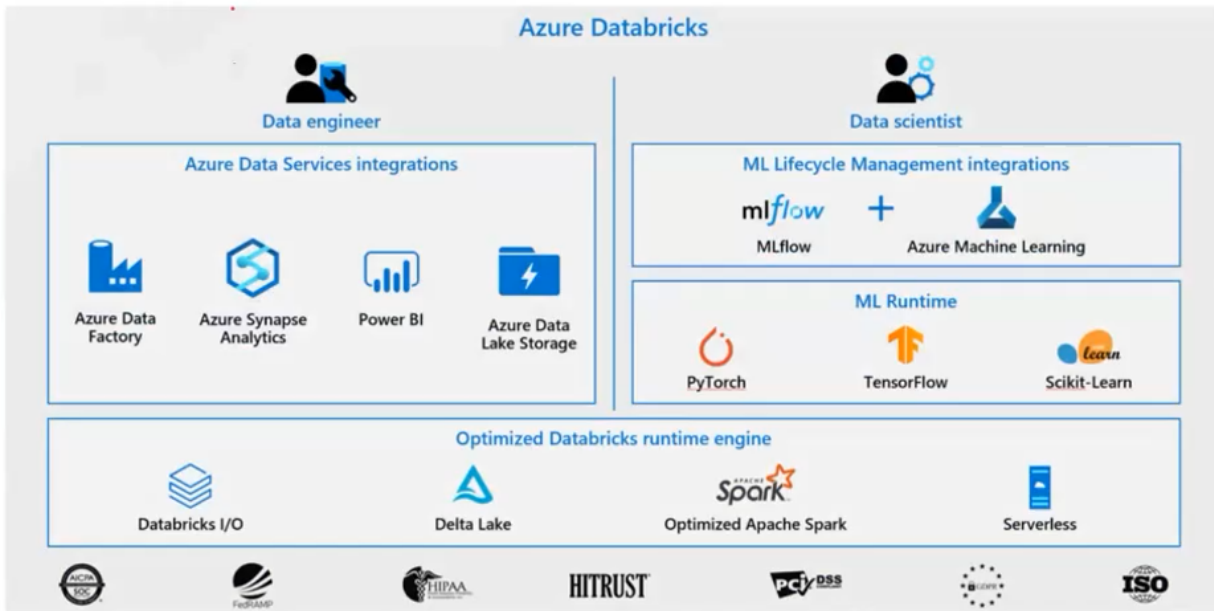 Azure Databricks
Data engineer
Data scientist
Azure Data Services integrations
Azure Data
Factory
Azure Synapse
Analytics
Power BI
Azure Data
Lake Storage
ML Lifecycle Management integrations
mlflow
+
MLflow
Azure Machine Learning
ML Runtime
PyTorch
TensorFlow
learn
Scikit-Learn
Optimized Databricks runtime engine
Databricks I/O
Delta Lake
APACHE
Spark
Optimized Apache Spark
Serverless
AICPA
SOC
FedRAMP
HIPAA
HITRUST
PCI DSS
GDPR
ISO